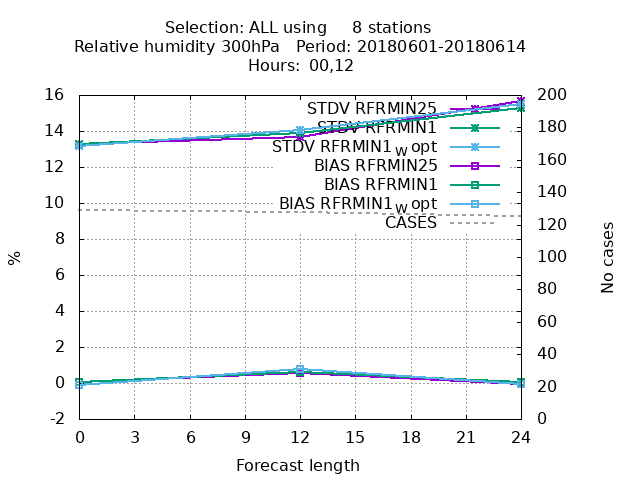 Selection: ALL using     8 stations
Relative humidity 300hPa   Period: 20180601-20180614
Hours: 00,12
STDV RFRMIN25
STDV RFRMIN1
STDV RFRMIN1_w opt
BIAS RFRMIN25
BIAS RFRMIN1
BIAS RFRMIN1_w opt
CASES
16
14
12
10
8
6
4
2
0
-2
%
200
180
160
140
120
100
80
60
40
20
0
No cases
0 3 6 9 12 15 18 21 24
Forecast length